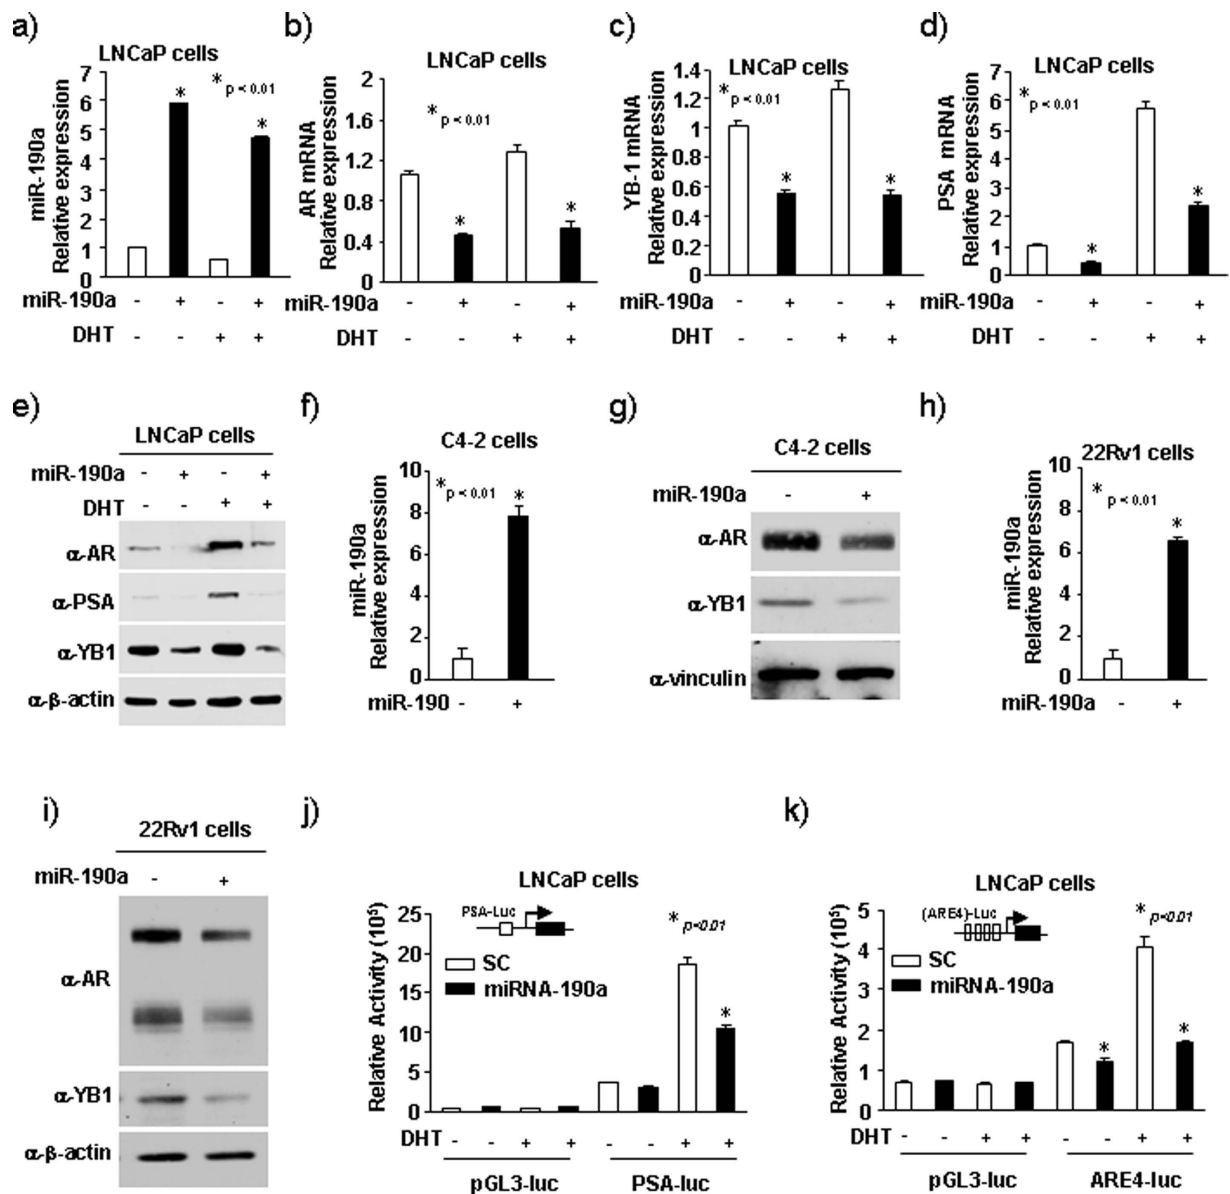 a)
LNCaP cells
miR-190a
Relative expression
7
6
5
4
3
2
1
0
* p < 0.01
*
*
miR-190a - + - +
DHT - - + +
b)
LNCaP cells
AR mRNA
Relative expression
2
1.6
1.2
0.8
0.4
0
* p < 0.01
*
*
miR-190a - + - +
DHT - - + +
c)
LNCaP cells
YB-1 mRNA
Relative expression
1.4
1.2
1
0.8
0.6
0.4
0.2
0
* p < 0.01
*
*
miR-190a - + - +
DHT - - + +
d)
LNCaP cells
PSA mRNA
Relative expression
7
6
5
4
3
2
1
0
* p < 0.01
*
*
miR-190a - + - +
DHT - - + +
e)
LNCaP cells
miR-190a - + - +
DHT - - + +
α-AR
α-PSA
α-YB1
α-β-actin
f)
C4-2 cells
miR-190a
Relative expression
10
8
6
4
2
0
* p < 0.01
*
miR-190 - +
g)
C4-2 cells
miR-190a - +
α-AR
α-YB1
α-vinculin
h)
22Rv1 cells
miR-190a
Relative expression
10
8
6
4
2
0
* p < 0.01
*
miR-190a - +
i)
22Rv1 cells
miR-190a - +
α-AR
α-YB1
α-β-actin
j)
LNCaP cells
Relative Activity (10⁵)
25
20
15
10
5
0
PSA-Luc
* p<0.01
SC
miRNA-190a
*
DHT - - + + - - + +
pGL3-luc PSA-luc
k)
LNCaP cells
Relative Activity (10⁵)
5
4
3
2
1
0
(ARE4)-Luc
* p<0.01
SC
miRNA-190a
*
*
DHT - - + + - - + +
pGL3-luc ARE4-luc